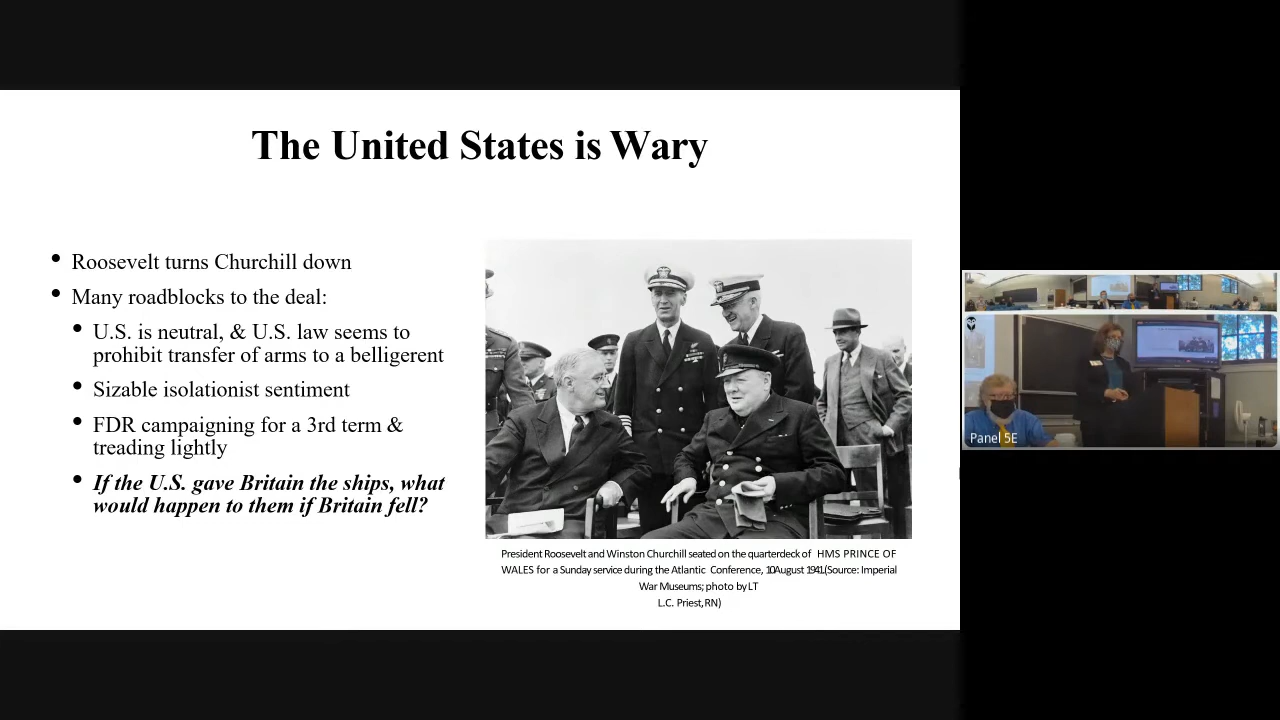 The United States is Wary
• Roosevelt turns Churchill down
• Many roadblocks to the deal:
• U.S. is neutral, & U.S. law seems to
prohibit transfer of arms to a belligerent
• Sizable isolationist sentiment
• FDR campaigning for a 3rd term &
treading lightly
• If the U.S. gave Britain the ships, what
would happen to them if Britain fell?
President Roosevelt and Winston Churchill seated on the quarterdeck of HMS PRINCE OF
WALES for a Sunday service during the Atlantic Conference, 10August 1941.(Source: Imperial
War Museums; photo by LT
L.C. Priest, RN)
Panel 5E